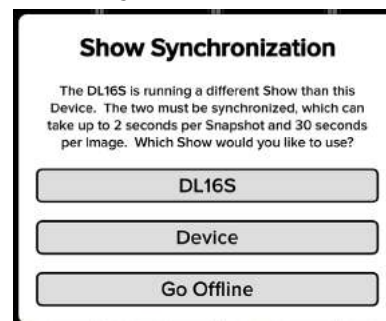 Show Synchronization
The DL16S is running a different Show than this
Device. The two must be synchronized, which can
take up to 2 seconds per Snapshot and 30 seconds
per Image. Which Show would you like to use?
DL16S
Device
Go Offline